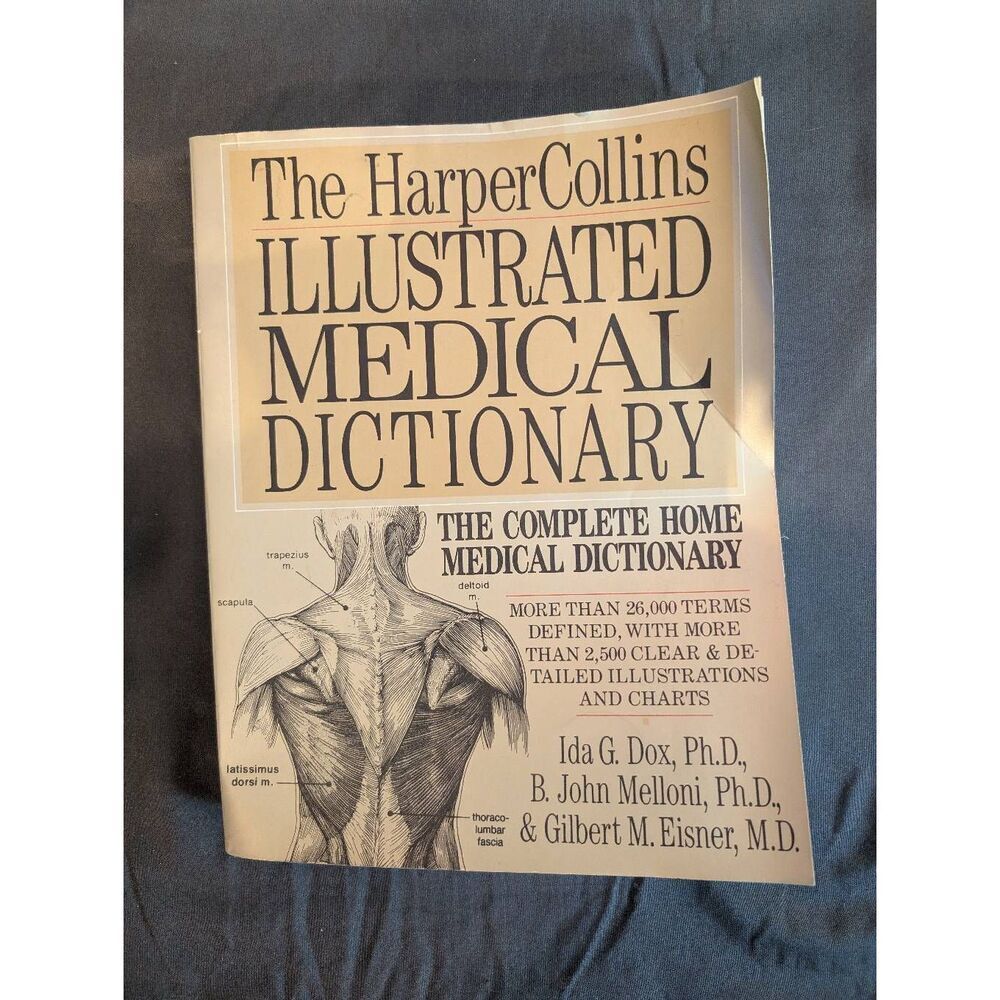 The HarperCollins
ILLUSTRATED
MEDICAL
DICTIONARY
THE COMPLETE HOME
MEDICAL DICTIONARY
MORE THAN 26,000 TERMS
DEFINED, WITH MORE
THAN 2,500 CLEAR & DE-
TAILED ILLUSTRATIONS
AND CHARTS
Ida G. Dox, Ph.D.,
B. John Melloni, Ph.D.,
& Gilbert M. Eisner, M.D.
trapezius
m.
scapula
deltoid
m.
latissimus
dorsi m.
thoraco-
lumbar
fascia